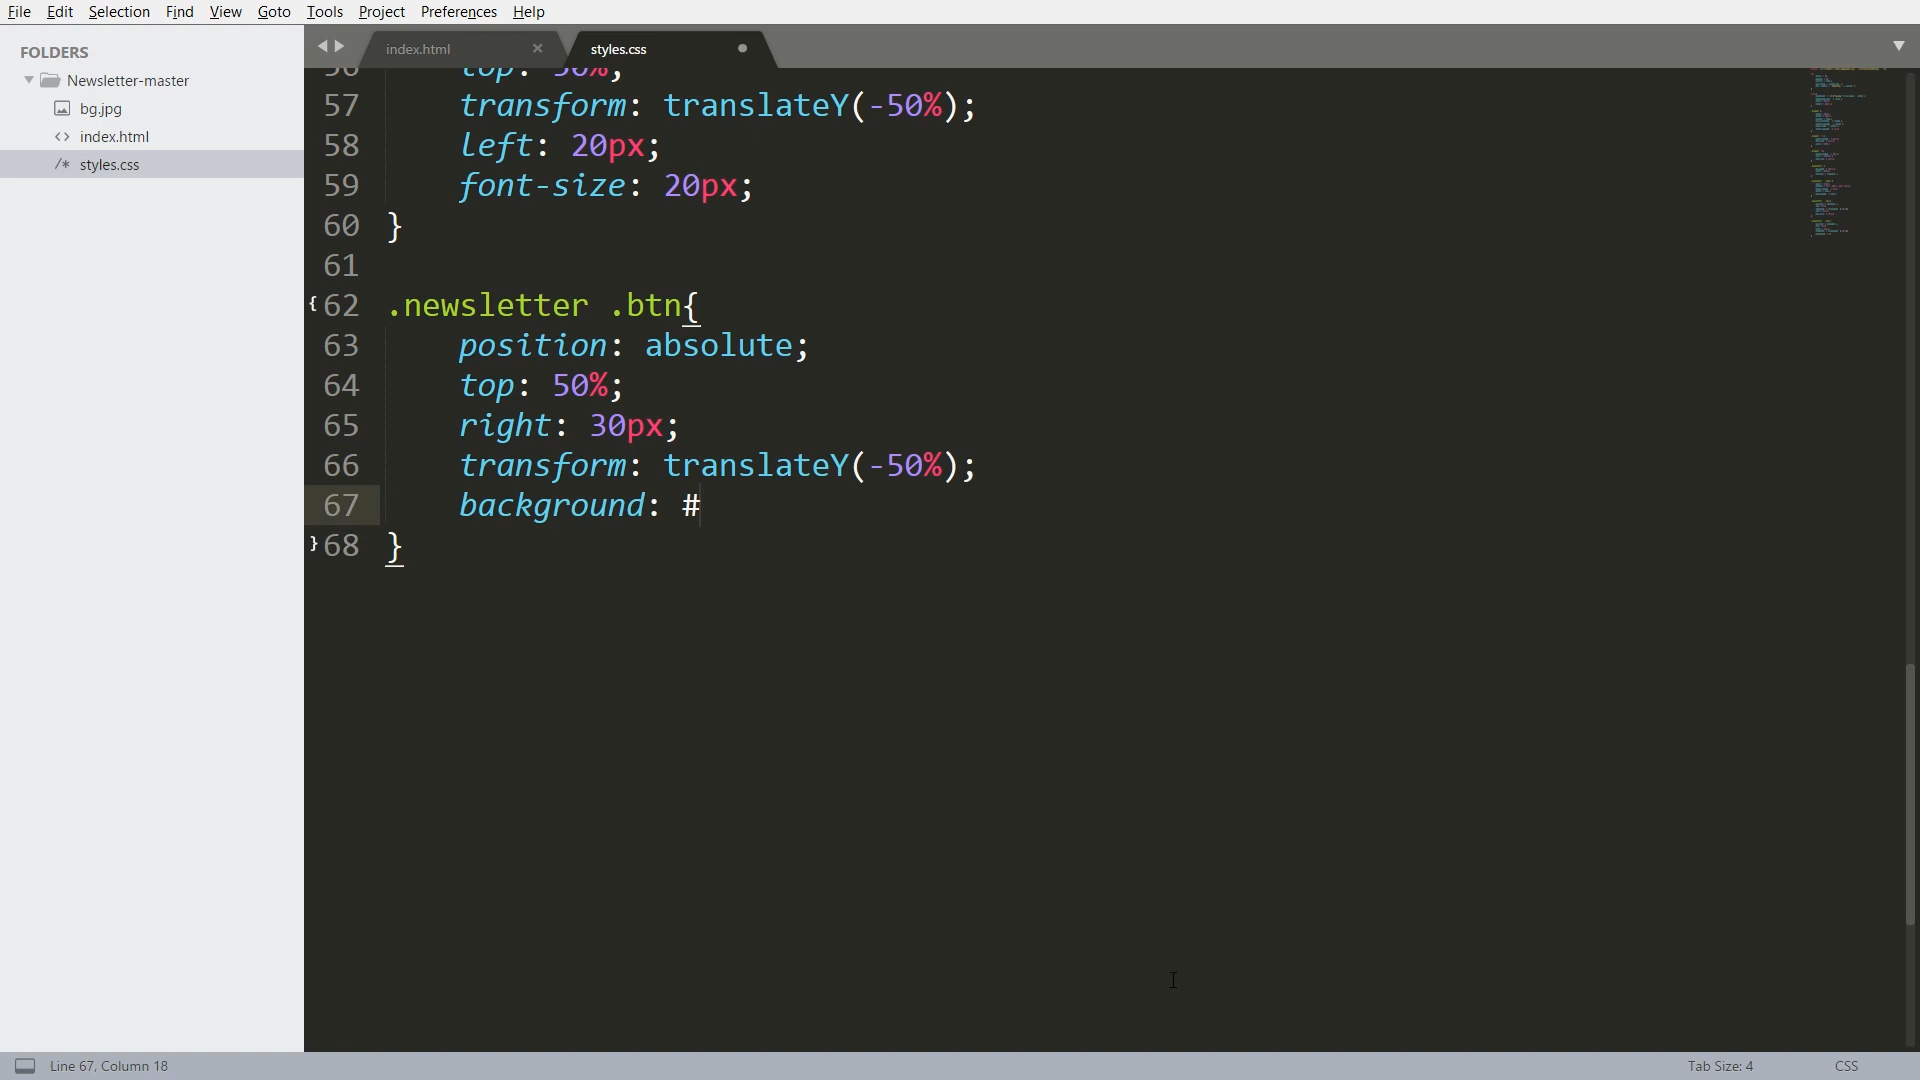 File Edit Selection Find View Goto Tools Project Preferences Help
FOLDERS
Newsletter-master
bg.jpg
index.html
/* styles.css
index.html
styles.css
56 top: 50%;
57 transform: translateY(-50%);
58 left: 20px;
59 font-size: 20px;
60 }
61
62 .newsletter .btn{
63 position: absolute;
64 top: 50%;
65 right: 30px;
66 transform: translateY(-50%);
67 background: #
68 }
Line 67, Column 18
Tab Size: 4
CSS